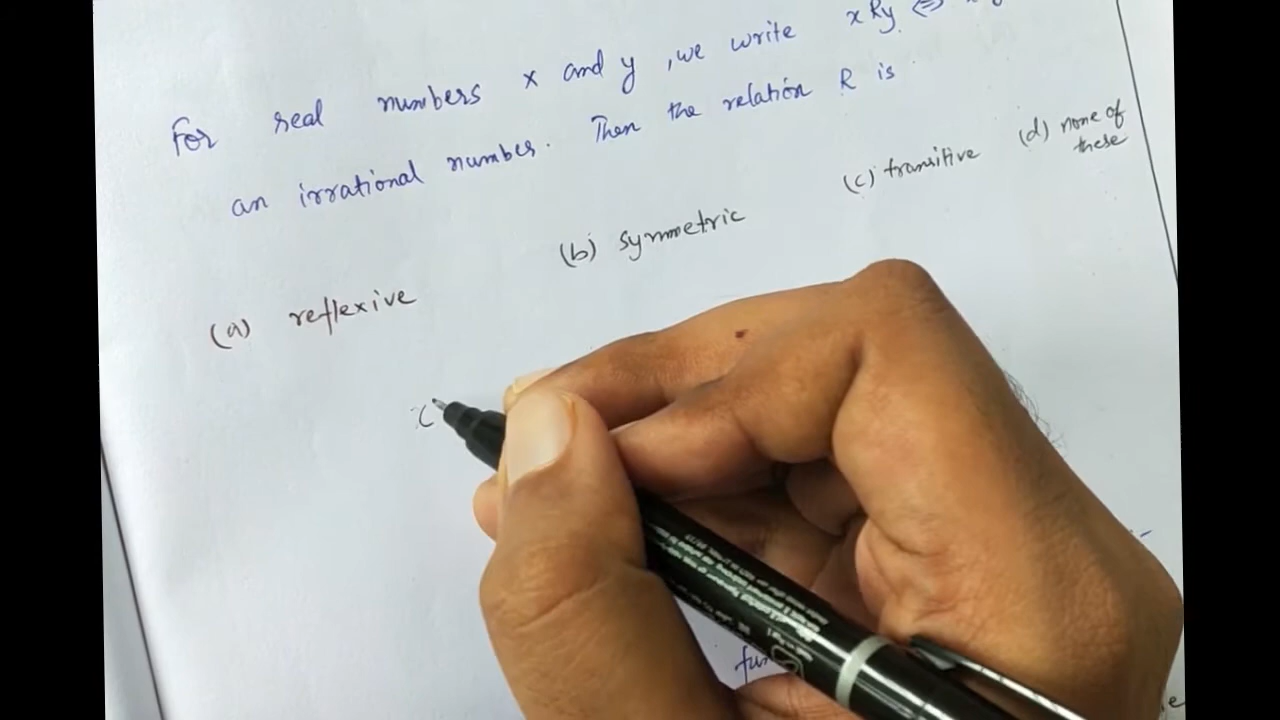 For real numbers x and y, we write xRy ⇔
an irrational number. Then the relation R is
(a) reflexive (b) symmetric (c) transitive (d) none of these
x